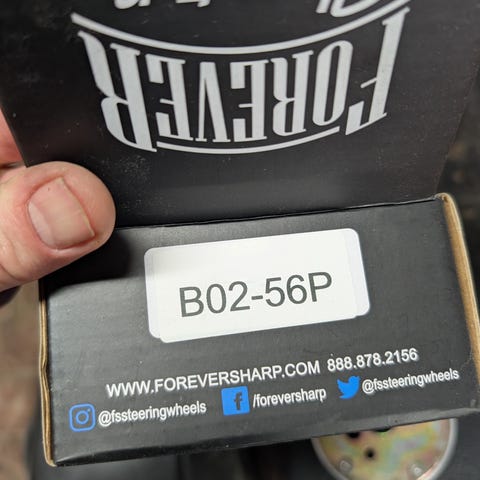 FOREVER
B02-56P
WWW.FOREVERSHARP.COM 888.878.2156
@fssteeringwheels /foreversharp @fssteeringwheels